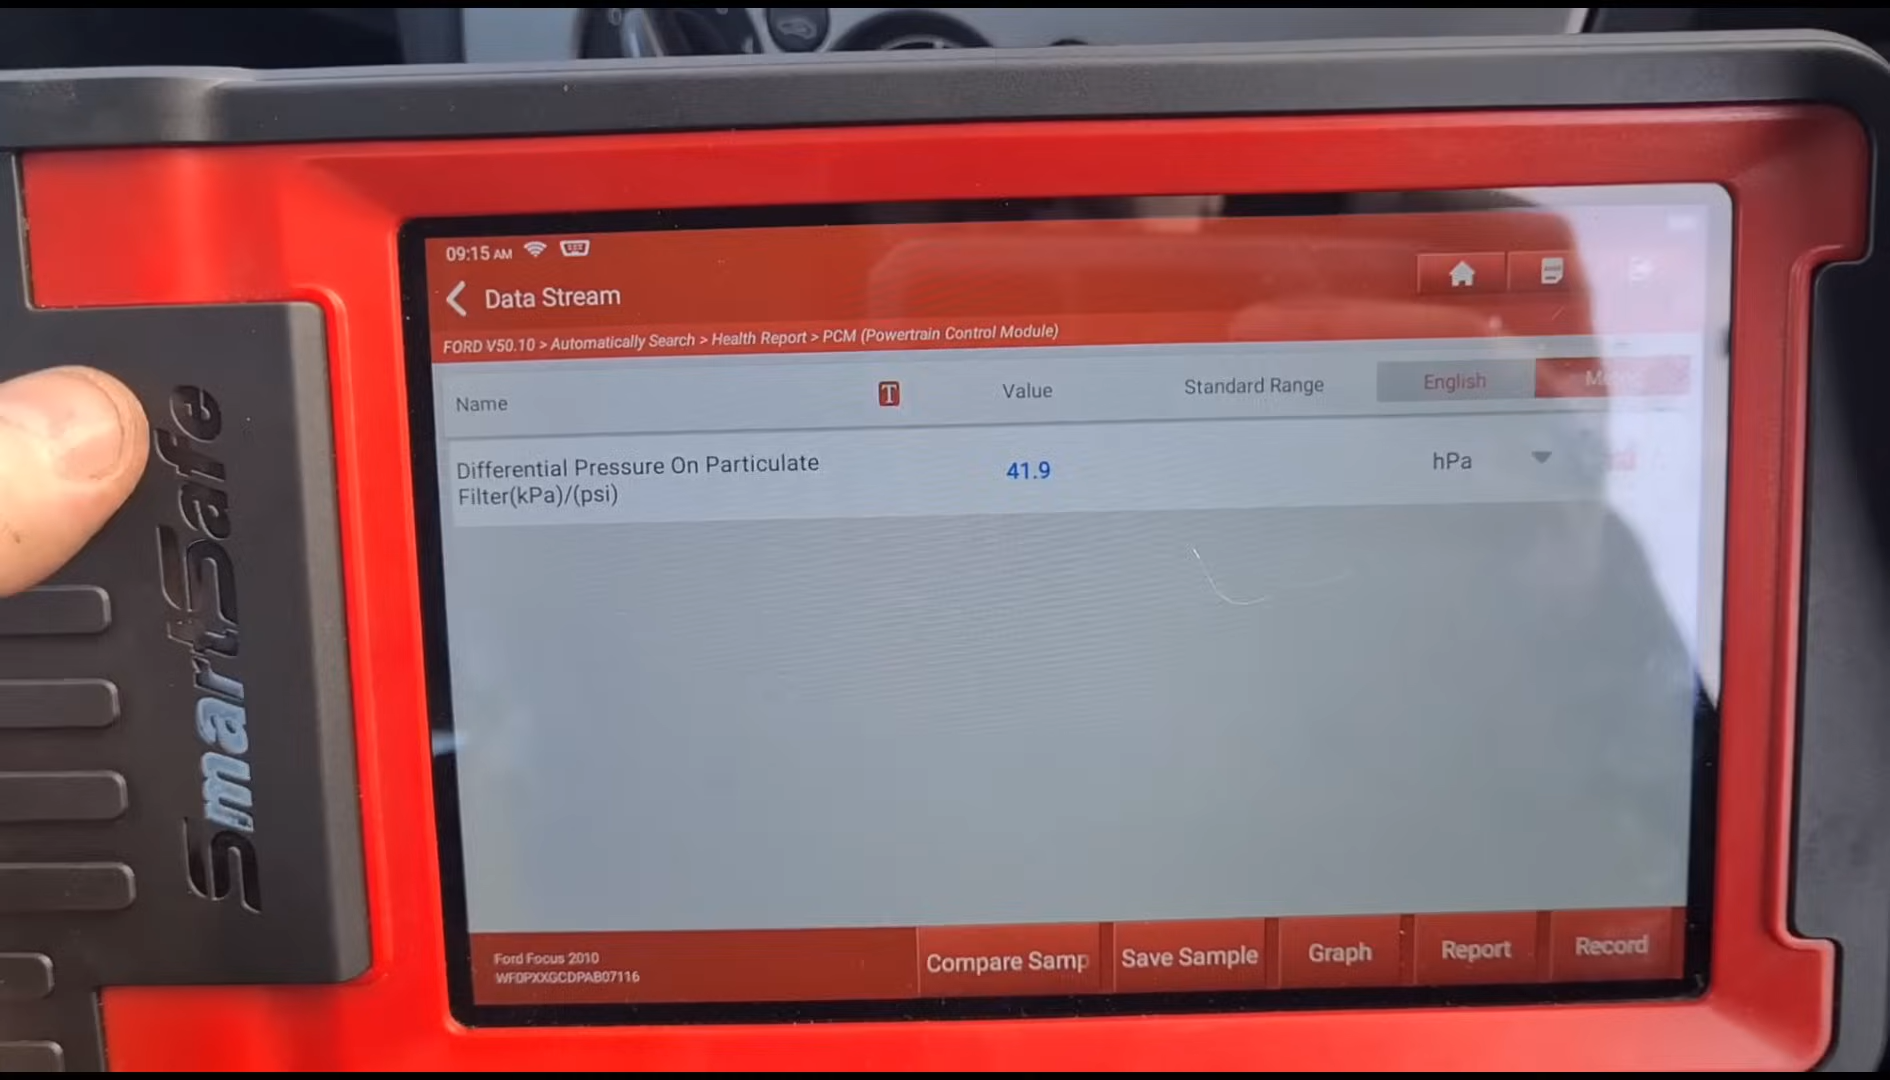 09:15 AM
Data Stream
FORD V50.10 > Automatically Search > Health Report > PCM (Powertrain Control Module)
Name T Value Standard Range English
Differential Pressure On Particulate
Filter(kPa)/(psi)
41.9 hPa
Ford Focus 2010
WF0PXXGCDPAB07116
Compare Samp Save Sample Graph Report Record
SmartSafe